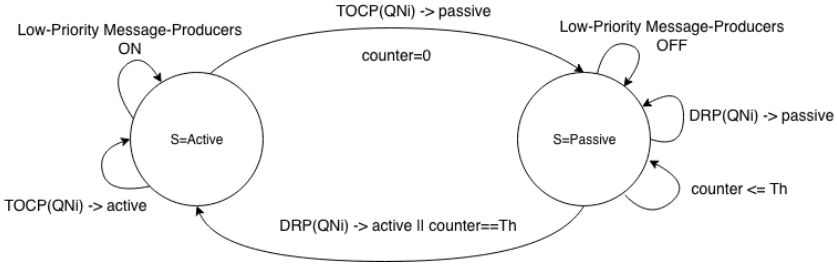 TOCP(QNi) -> passive
Low-Priority Message-Producers
ON
Low-Priority Message-Producers
OFF
counter=0
DRP(QNi) -> passive
S=Active
S=Passive
counter <= Th
TOCP(QNi) -> active
DRP(QNi) -> active || counter==Th